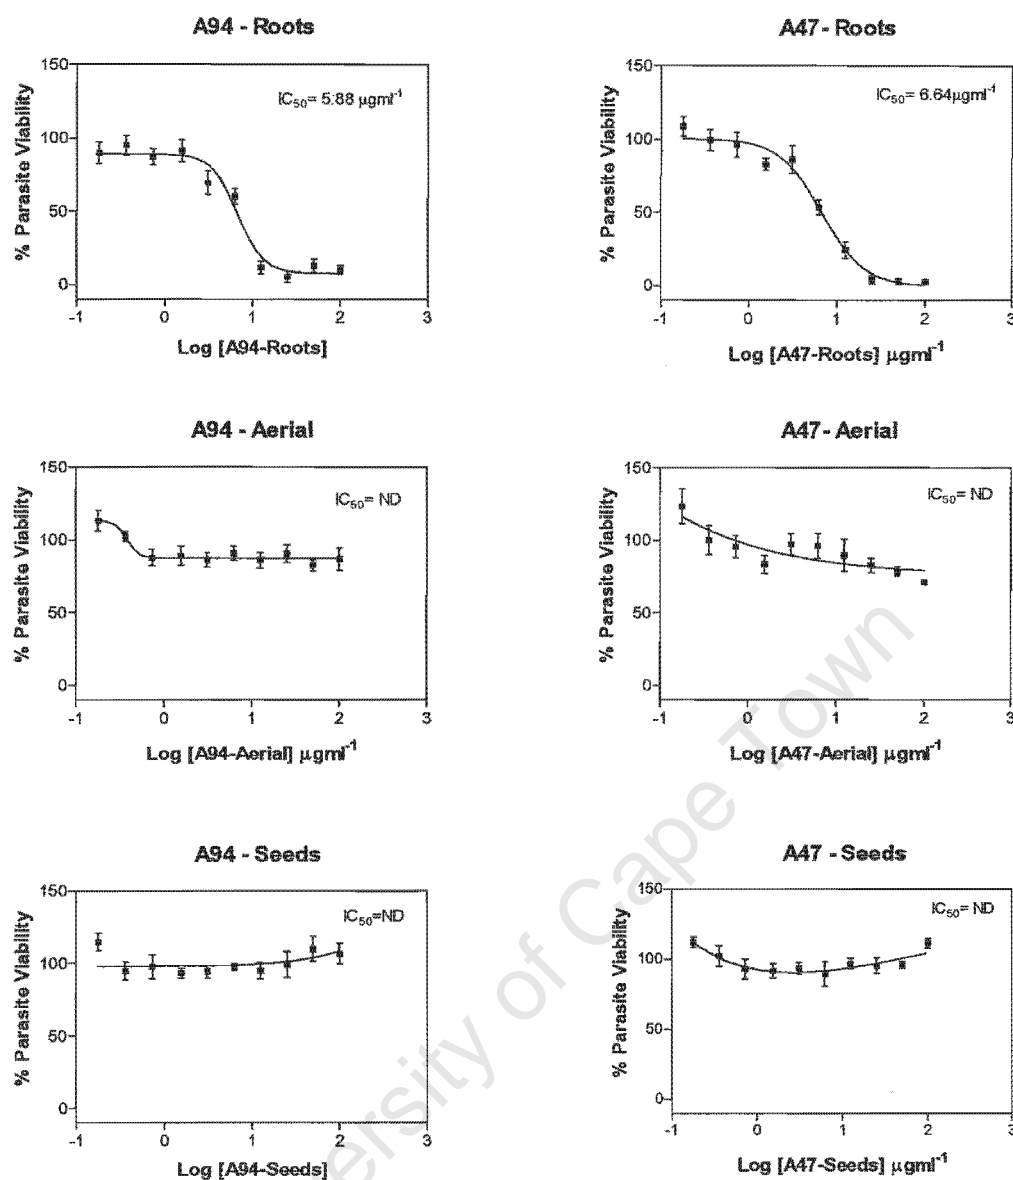 A94 - Roots
150
100
50
0
% Parasite Viability
IC50= 5.88 µgml-1
-1 0 1 2 3
Log [A94-Roots]
A47- Roots
150
100
50
0
% Parasite Viability
IC50= 6.64µgml-1
-1 0 1 2 3
Log [A47-Roots] µgml-1
A94 - Aerial
150
100
50
0
% Parasite Viability
IC50= ND
-1 0 1 2 3
Log [A94-Aerial] µgml-1
A47- Aerial
150
100
50
0
% Parasite Viability
IC50= ND
-1 0 1 2 3
Log [A47-Aerial] µgml-1
A94 - Seeds
150
100
50
0
% Parasite Viability
IC50=ND
-1 0 1 2 3
Log [A94-Seeds]
A47 - Seeds
150
100
50
0
% Parasite Viability
IC50= ND
-1 0 1 2 3
Log [A47-Seeds] µgml-1
ersity of Cape Town